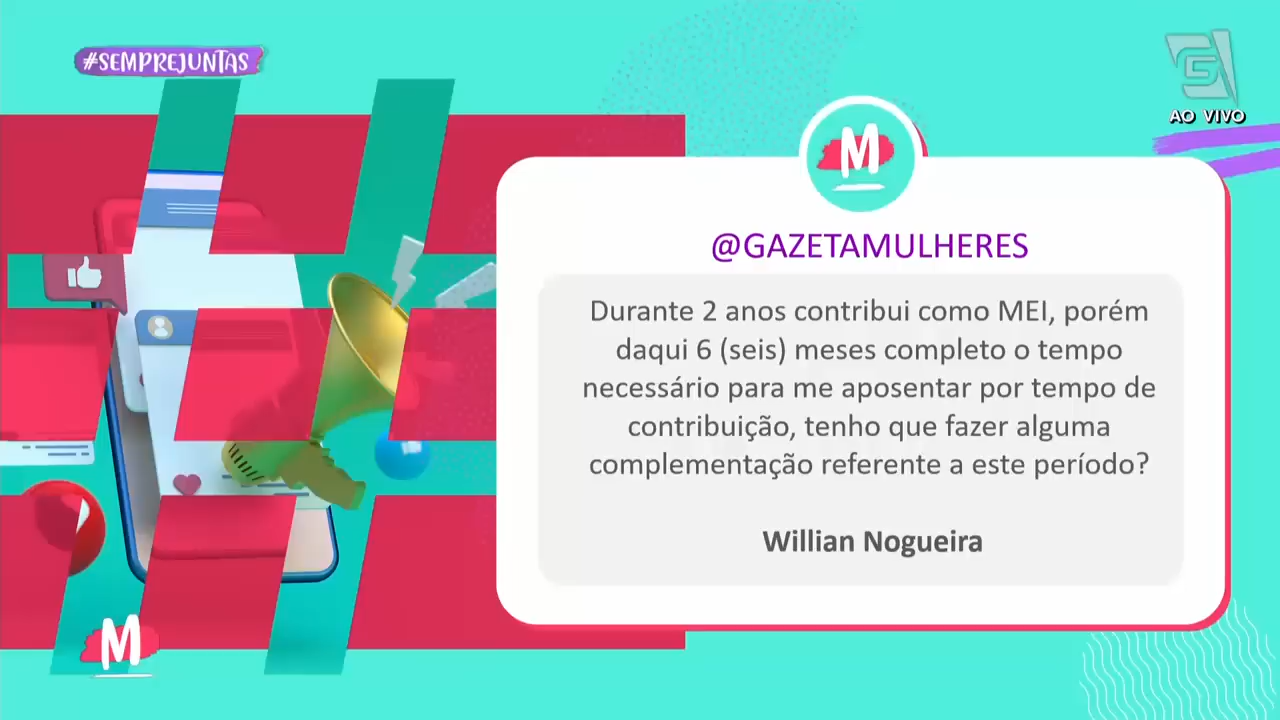 #SEMPREJUNTAS
G
AO VIVO
M
@GAZETAMULHERES
Durante 2 anos contribui como MEI, porém
daqui 6 (seis) meses completo o tempo
necessário para me aposentar por tempo de
contribuição, tenho que fazer alguma
complementação referente a este período?
Willian Nogueira
M